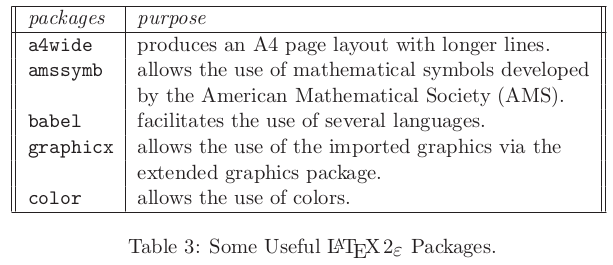 packages purpose
a4wide produces an A4 page layout with longer lines.
amssymb allows the use of mathematical symbols developed
by the American Mathematical Society (AMS).
babel facilitates the use of several languages.
graphicx allows the use of the imported graphics via the
extended graphics package.
color allows the use of colors.
Table 3: Some Useful LATEX 2ε Packages.